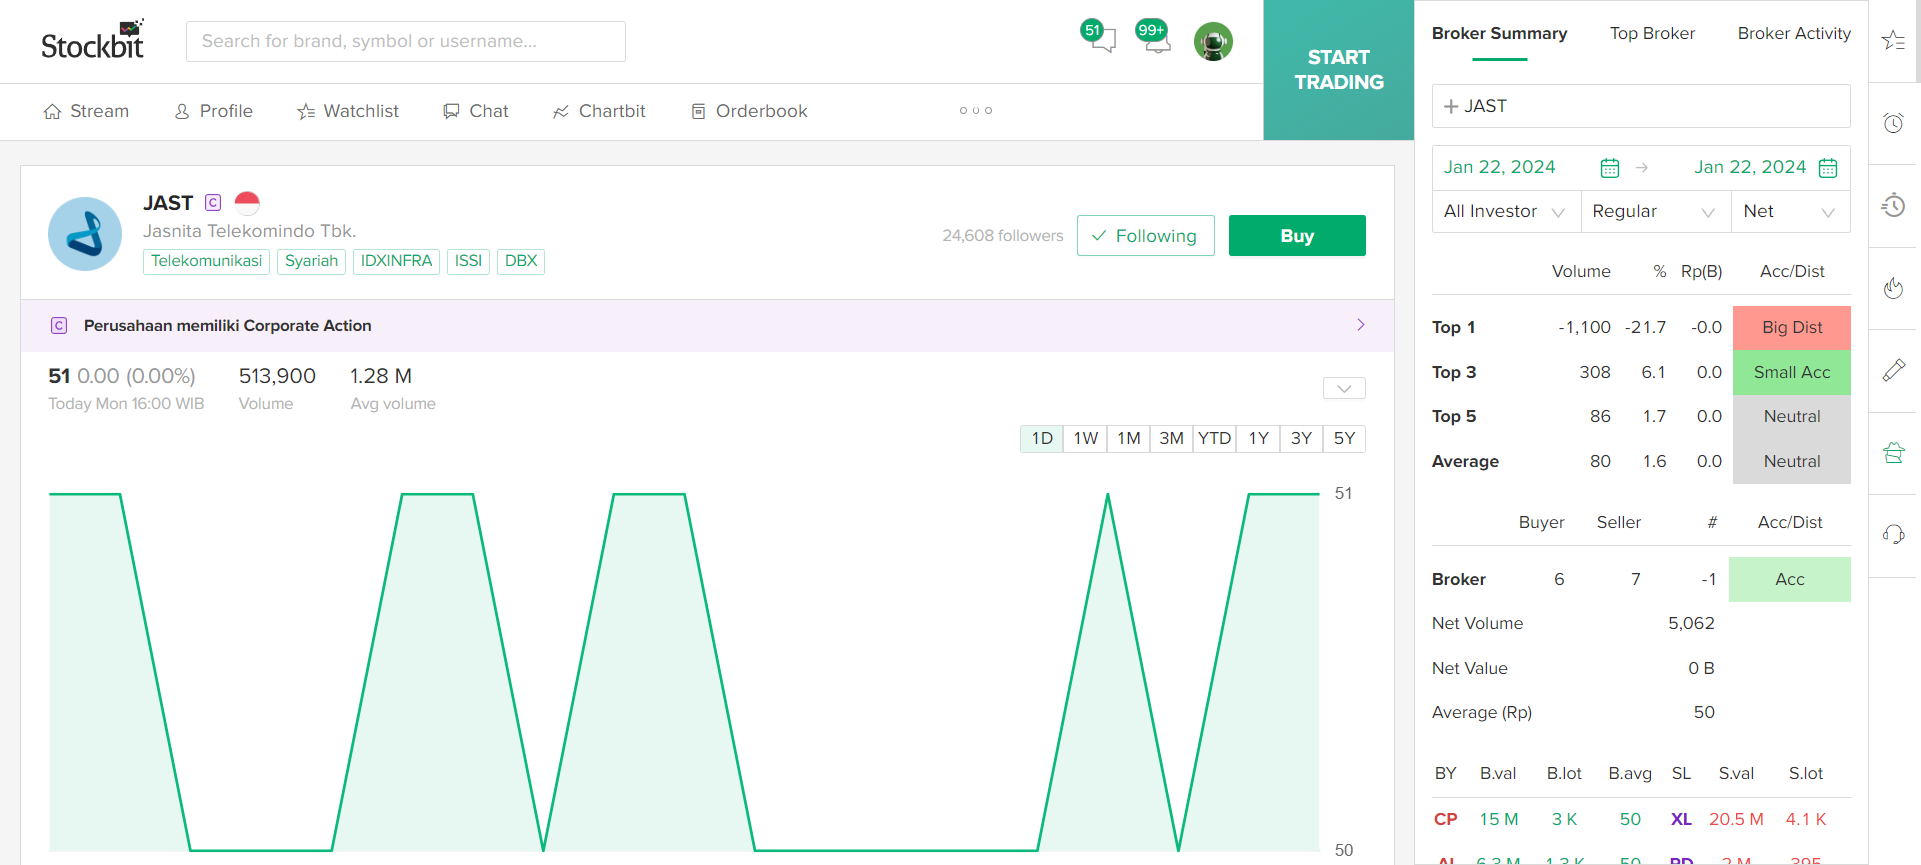 Stockbit
Search for brand, symbol or username...
51
99+
START
TRADING
Stream
Profile
Watchlist
Chat
Chartbit
Orderbook
JAST C
Jasnita Telekomindo Tbk.
Telekomunikasi
Syariah
IDXINFRA
ISSI
DBX
24,608 followers
Following
Buy
C Perusahaan memiliki Corporate Action
51 0.00 (0.00%)
Today Mon 16:00 WIB
513,900
Volume
1.28 M
Avg volume
1D 1W 1M 3M YTD 1Y 3Y 5Y
51
50
Broker Summary Top Broker Broker Activity
JAST
Jan 22, 2024 → Jan 22, 2024
All Investor Regular Net
Volume % Rp(B) Acc/Dist
Top 1 -1,100 -21.7 -0.0 Big Dist
Top 3 308 6.1 0.0 Small Acc
Top 5 86 1.7 0.0 Neutral
Average 80 1.6 0.0 Neutral
Buyer Seller # Acc/Dist
Broker 6 7 -1 Acc
Net Volume 5,062
Net Value 0 B
Average (Rp) 50
BY B.val B.lot B.avg SL S.val S.lot
CP 15 M 3 K 50 XL 20.5 M 4.1 K